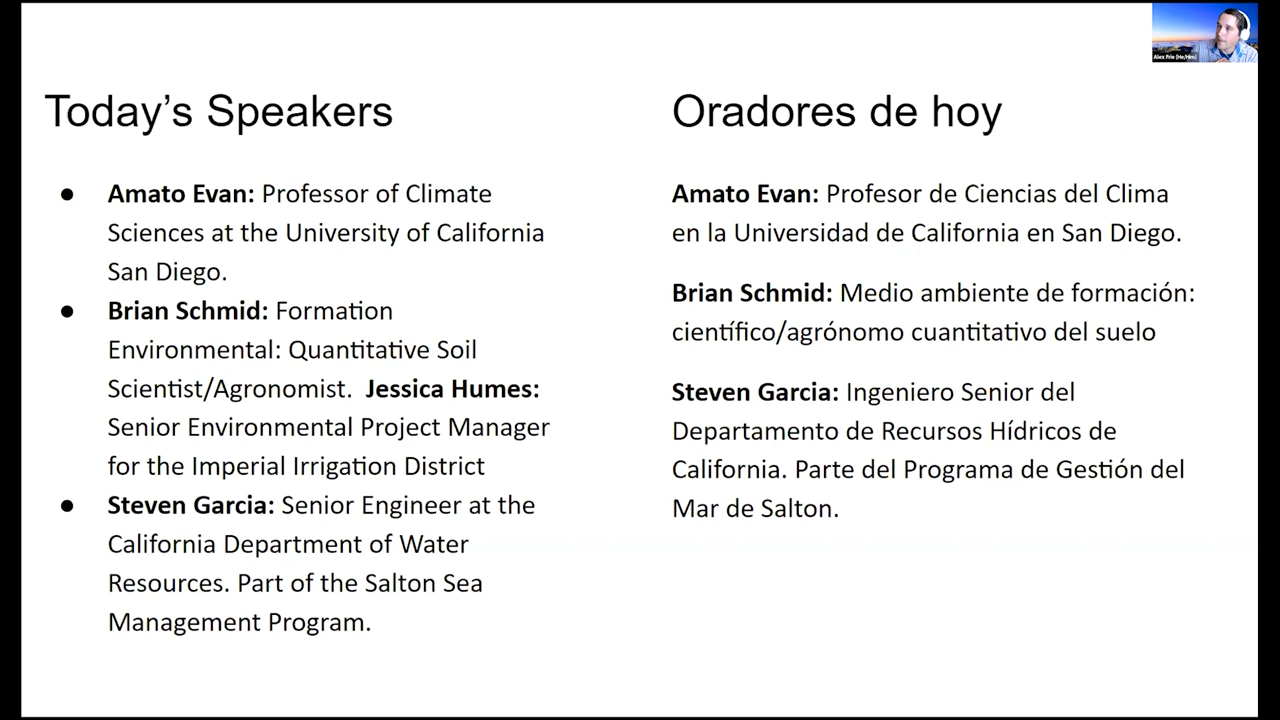 Alex Frie (He/Him)
Today's Speakers
● Amato Evan: Professor of Climate
Sciences at the University of California
San Diego.
● Brian Schmid: Formation
Environmental: Quantitative Soil
Scientist/Agronomist. Jessica Humes:
Senior Environmental Project Manager
for the Imperial Irrigation District
● Steven Garcia: Senior Engineer at the
California Department of Water
Resources. Part of the Salton Sea
Management Program.
Oradores de hoy
Amato Evan: Profesor de Ciencias del Clima
en la Universidad de California en San Diego.
Brian Schmid: Medio ambiente de formación:
científico/agrónomo cuantitativo del suelo
Steven Garcia: Ingeniero Senior del
Departamento de Recursos Hídricos de
California. Parte del Programa de Gestión del
Mar de Salton.